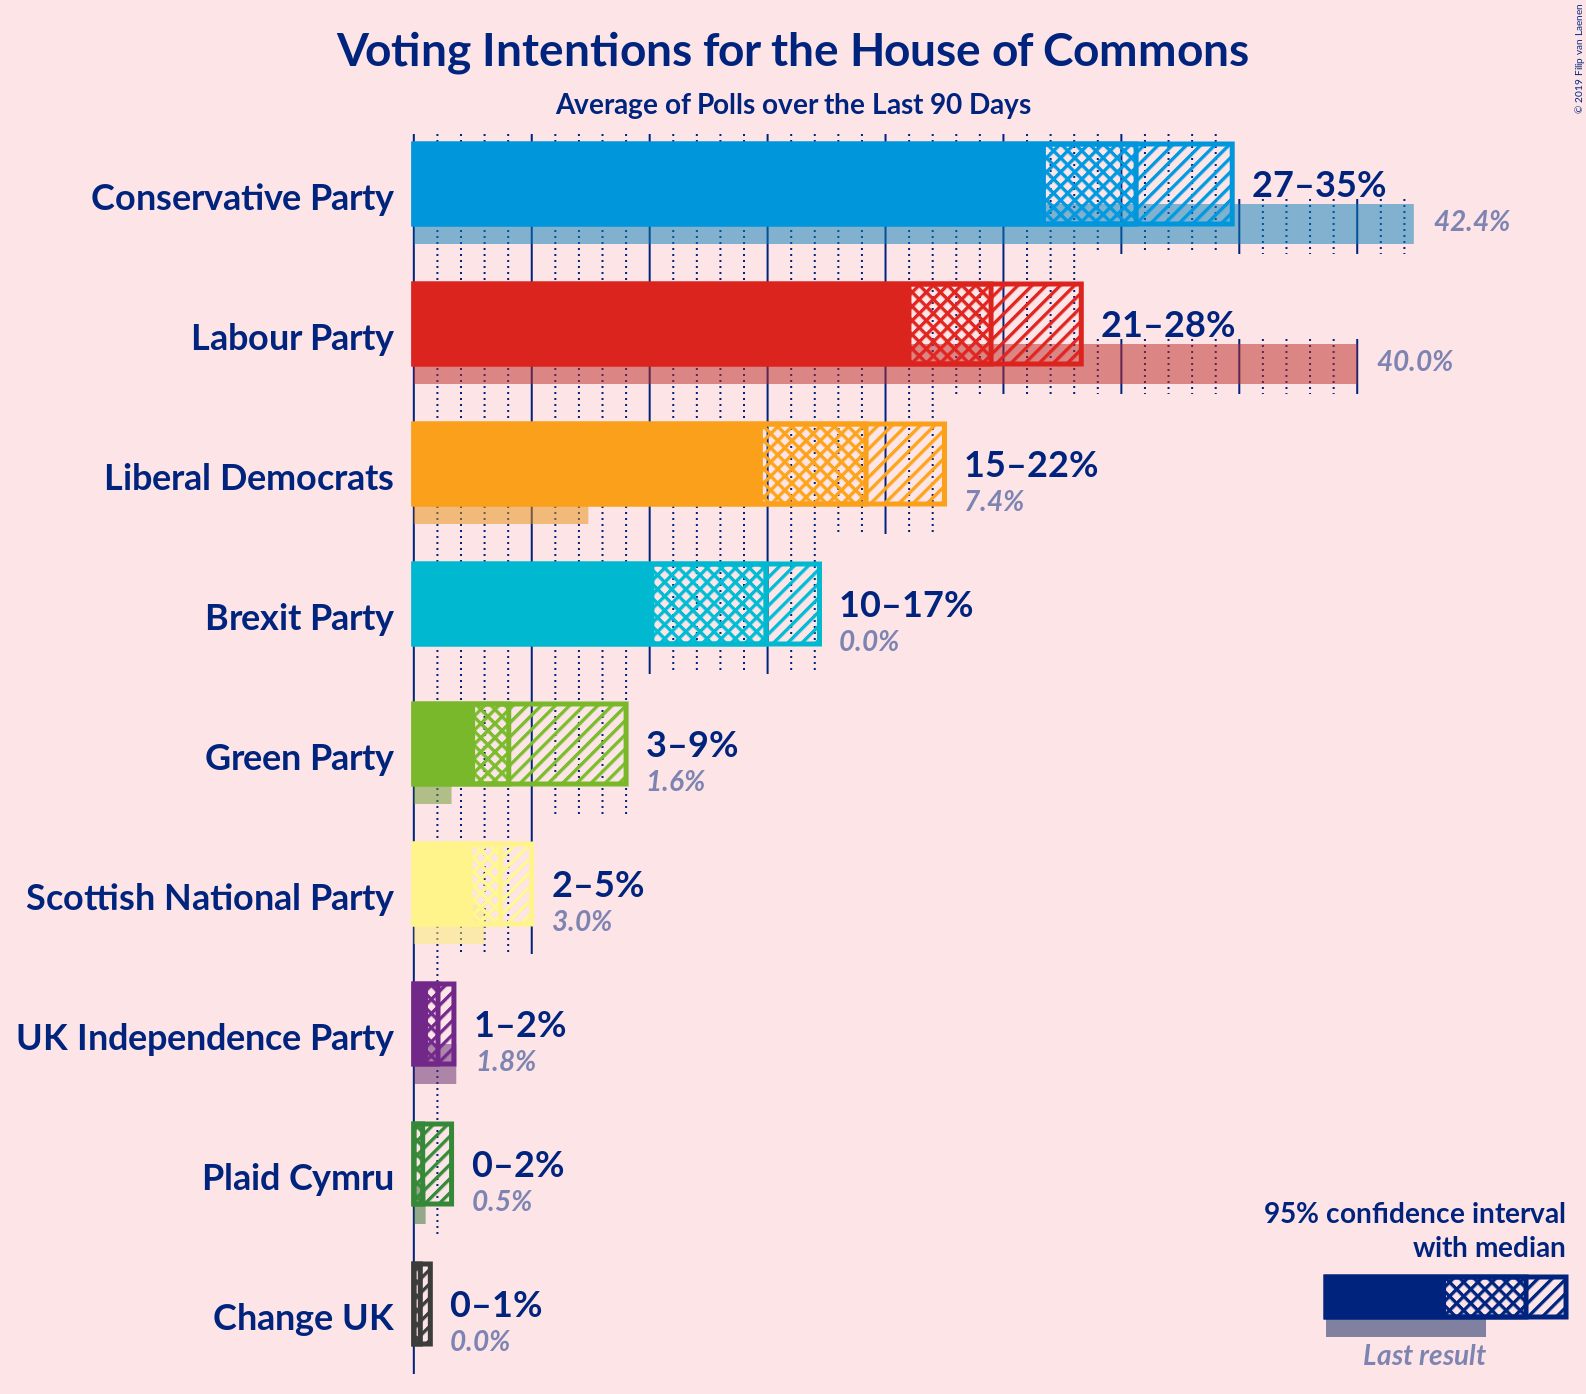 Voting Intentions for the House of Commons
Average of Polls over the Last 90 Days
© 2019 Filip van Laenen
Conservative Party
27–35%
42.4%
Labour Party
21–28%
40.0%
Liberal Democrats
15–22%
7.4%
Brexit Party
10–17%
0.0%
Green Party
3–9%
1.6%
Scottish National Party
2–5%
3.0%
UK Independence Party
1–2%
1.8%
Plaid Cymru
0–2%
0.5%
Change UK
0–1%
0.0%
95% confidence interval
with median
Last result